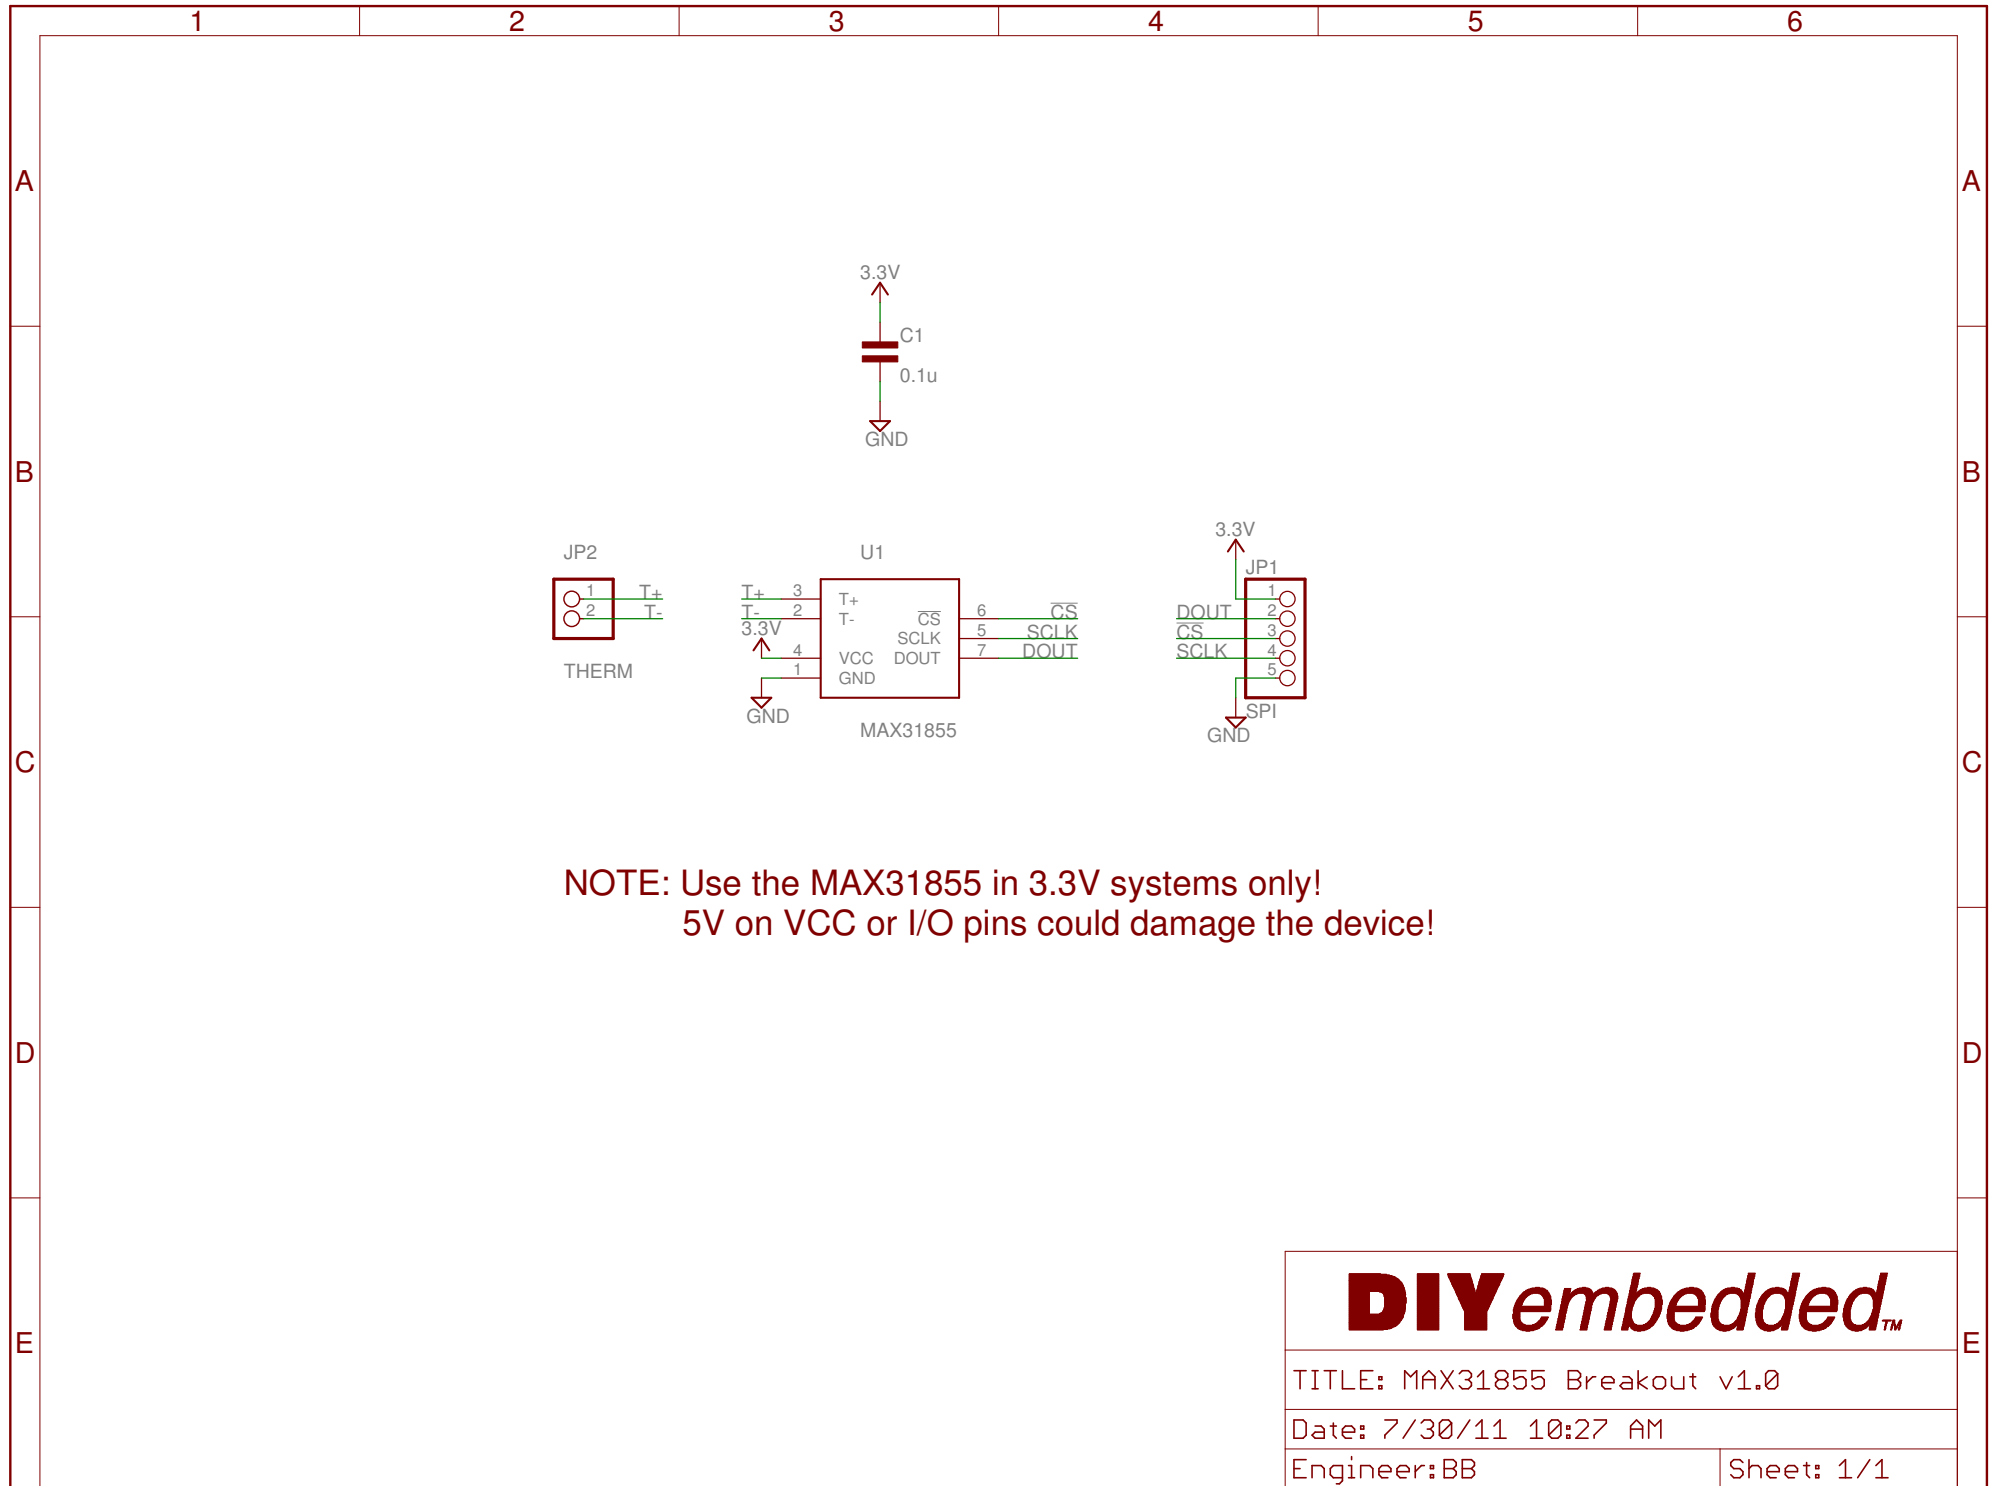 1 2 3 4 5 6
A A
3.3V
C1
0.1u
GND
B B
3.3V
JP2 U1 JP1
1 T+ T+ 3 T+ 1
2 T- T- 2 T- CS 6 CS DOUT 2
3.3V SCLK 5 SCLK CS 3
4 VCC DOUT 7 DOUT SCLK 4
THERM 1 GND 5
GND MAX31855 SPI
GND
C C
NOTE: Use the MAX31855 in 3.3V systems only!
5V on VCC or I/O pins could damage the device!
D D
DIY embedded TM
E E
TITLE: MAX31855 Breakout v1.0
Date: 7/30/11 10:27 AM
Engineer:BB Sheet: 1/1